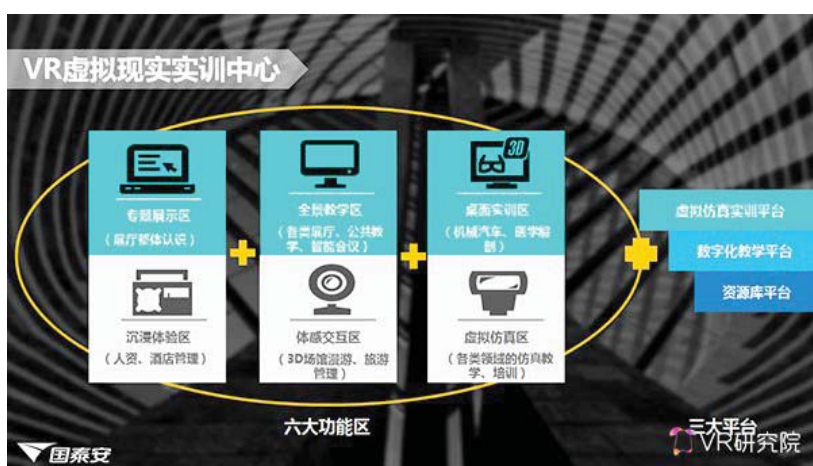 VR虚拟现实实训中心
专题展示区
（展厅整体认识）
全景教学区
（各类展厅、公共教
学、智能会议）
3D
桌面实训区
（机械汽车、医学解
剖）
沉浸体验区
（人资、酒店管理）
体感交互区
（3D场馆漫游、旅游
管理）
虚拟仿真区
（各类领域的仿真教
学、培训）
虚拟仿真实训平台
数字化教学平台
资源库平台
六大功能区
三大平台
国泰安
VR研究院